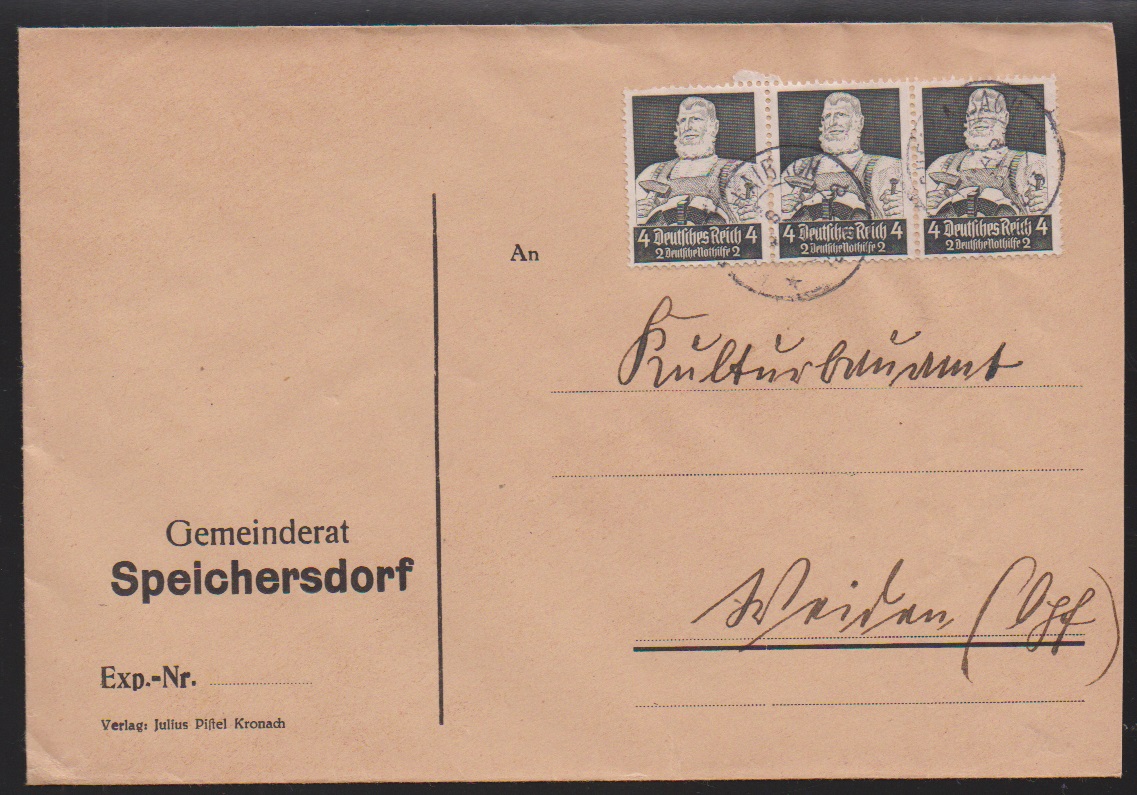 4 Deutsches Reich 4
2 Deutsche Nothilfe 2
4 Deutsches Reich 4
2 Deutsche Nothilfe 2
4 Deutsches Reich 4
2 Deutsche Nothilfe 2
An
Kulturbauamt
Gemeinderat
Speichersdorf
Weiden (Opf)
Exp.-Nr.
Verlag: Julius Pistel Kronach